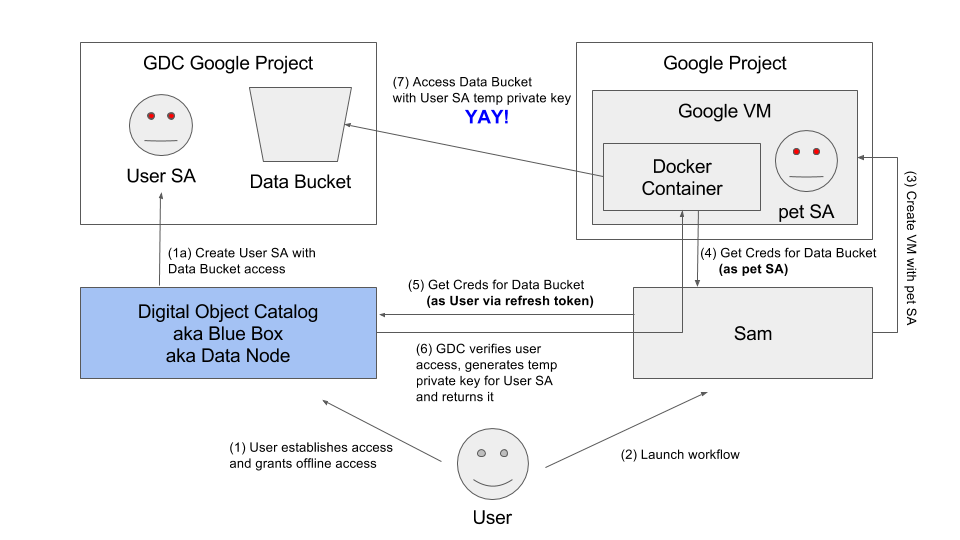 GDC Google Project
User SA
Data Bucket
(7) Access Data Bucket
with User SA temp private key
YAY!
Google Project
Google VM
Docker
Container
pet SA
(3) Create VM with pet SA
(1a) Create User SA with
Data Bucket access
(4) Get Creds for Data Bucket
(as pet SA)
(5) Get Creds for Data Bucket
(as User via refresh token)
Digital Object Catalog
aka Blue Box
aka Data Node
Sam
(6) GDC verifies user
access, generates temp
private key for User SA
and returns it
(1) User establishes access
and grants offline access
(2) Launch workflow
User